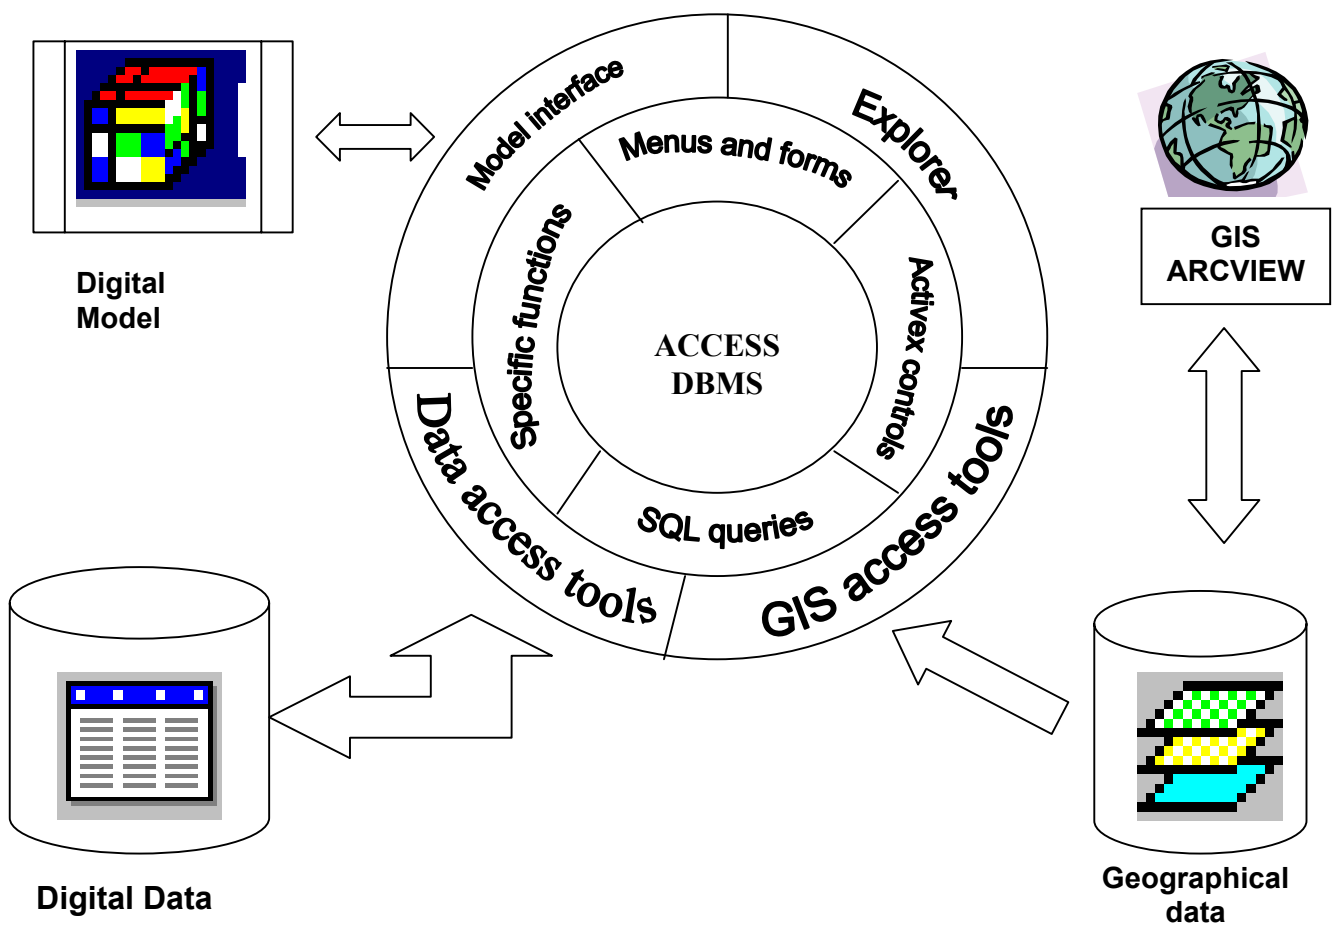 Model interface
Explorer
Menus and forms
GIS
ARCVIEW
Digital
Model
Specific functions
Activex controls
ACCESS
DBMS
Data access tools
GIS access tools
SQL queries
Digital Data
Geographical
data